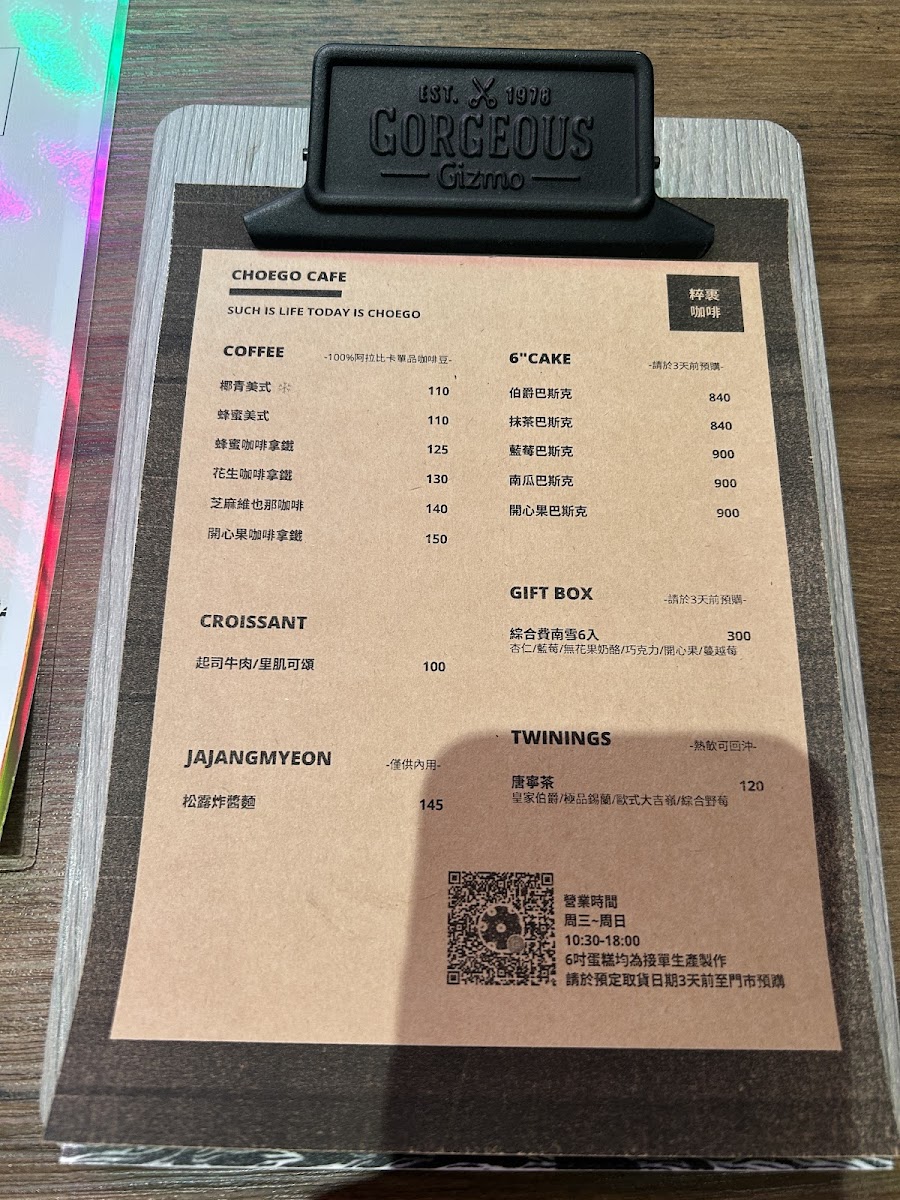 EST. 1978
GORGEOUS
Gizmo
CHOEGO CAFE
SUCH IS LIFE TODAY IS CHOEGO
粹裏
咖啡
COFFEE -100%阿拉比卡單品咖啡豆-
椰青美式 110
蜂蜜美式 110
蜂蜜咖啡拿鐵 125
花生咖啡拿鐵 130
芝麻維也那咖啡 140
開心果咖啡拿鐵 150
CROISSANT
起司牛肉/里肌可頌 100
JAJANGMYEON -僅供內用-
松露炸醬麵 145
6"CAKE -請於3天前預購-
伯爵巴斯克 840
抹茶巴斯克 840
藍莓巴斯克 900
南瓜巴斯克 900
開心果巴斯克 900
GIFT BOX -請於3天前預購-
綜合費南雪6入 300
杏仁/藍莓/無花果奶酪/巧克力/開心果/蔓越莓
TWININGS -熱飲可回沖-
唐寧茶 120
皇家伯爵/極品錫蘭/歐式大吉嶺/綜合野莓
營業時間
周三~周日
10:30-18:00
6吋蛋糕均為接單生產製作
請於預定取貨日期3天前至門市預購